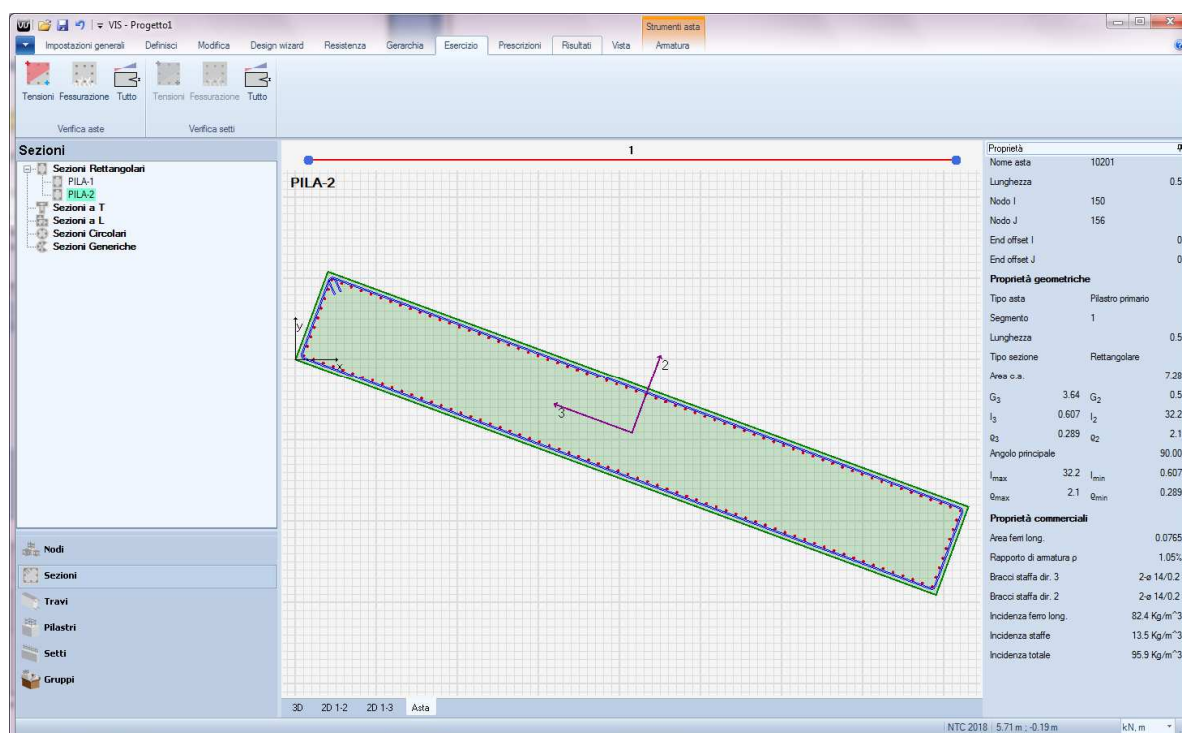 VIS - Progetto1
Strumenti asta
Impostazioni generali Definisci Modifica Design wizard Resistenza Gerarchia Esercizio Prescrizioni Risultati Vista Armatura
Tensioni Fessurazione Tutto Tensioni Fessurazione Tutto
Verifica aste Verifica setti
Sezioni
Sezioni Rettangolari
PILA-1
PILA-2
Sezioni a T
Sezioni a L
Sezioni Circolari
Sezioni Generiche
Nodi
Sezioni
Travi
Pilastri
Setti
Gruppi
1
PILA-2
y
x
2
3
3D 2D 1-2 2D 1-3 Asta
Proprietà
Nome asta 10201
Lunghezza 0.5
Nodo I 150
Nodo J 156
End offset I 0
End offset J 0
Proprietà geometriche
Tipo asta Pilastro primario
Segmento 1
Lunghezza 0.5
Tipo sezione Rettangolare
Area c.a. 7.28
G3 3.64 G2 0.5
I3 0.607 I2 32.2
ϱ3 0.289 ϱ2 2.1
Angolo principale 90.00
Imax 32.2 Imin 0.607
ϱmax 2.1 ϱmin 0.289
Proprietà commerciali
Area ferri long. 0.0765
Rapporto di armatura ρ 1.05%
Bracci staffa dir. 3 2-ø 14/0.2
Bracci staffa dir. 2 2-ø 14/0.2
Incidenza ferro long. 82.4 Kg/m^3
Incidenza staffe 13.5 Kg/m^3
Incidenza totale 95.9 Kg/m^3
NTC 2018 5.71 m ; -0.19 m kN, m